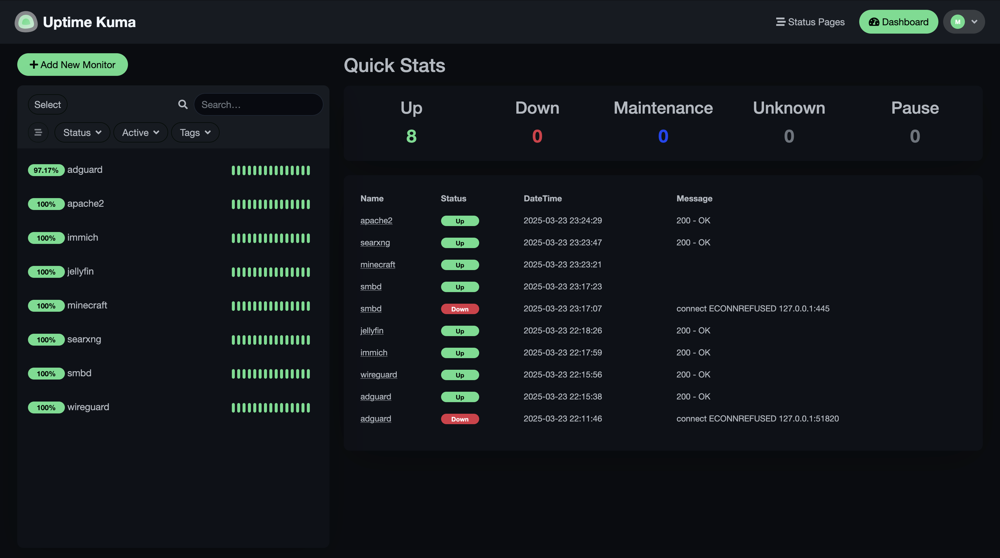 Uptime Kuma
Status Pages
Dashboard
M
Add New Monitor
Select
Search...
Status
Active
Tags
97.17% adguard
100% apache2
100% immich
100% jellyfin
100% minecraft
100% searxng
100% smbd
100% wireguard
Quick Stats
Up Down Maintenance Unknown Pause
8 0 0 0 0
Name Status DateTime Message
apache2 Up 2025-03-23 23:24:29 200 - OK
searxng Up 2025-03-23 23:23:47 200 - OK
minecraft Up 2025-03-23 23:23:21
smbd Up 2025-03-23 23:17:23
smbd Down 2025-03-23 23:17:07 connect ECONNREFUSED 127.0.0.1:445
jellyfin Up 2025-03-23 22:18:26 200 - OK
immich Up 2025-03-23 22:17:59 200 - OK
wireguard Up 2025-03-23 22:15:56 200 - OK
adguard Up 2025-03-23 22:15:38 200 - OK
adguard Down 2025-03-23 22:11:46 connect ECONNREFUSED 127.0.0.1:51820